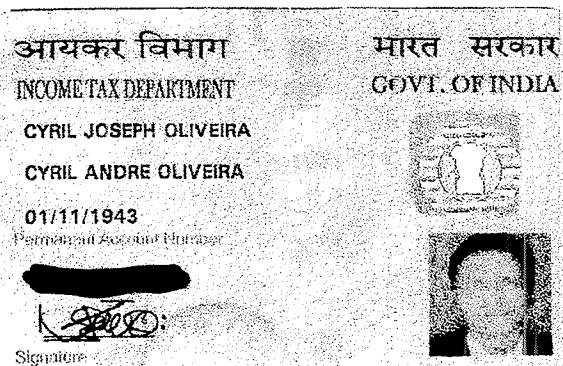 आयकर विभाग
भारत सरकार
INCOME TAX DEPARTMENT
GOVT. OF INDIA
CYRIL JOSEPH OLIVEIRA
CYRIL ANDRE OLIVEIRA
01/11/1943
Permanent Account Number
Signature